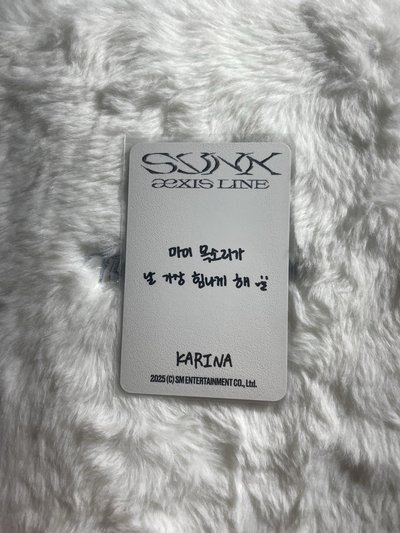 SYNK
æXIS LINE
마이 목소리가
날 가장 힘나게 해
KARINA
2025 (C) SM ENTERTAINMENT CO., Ltd.